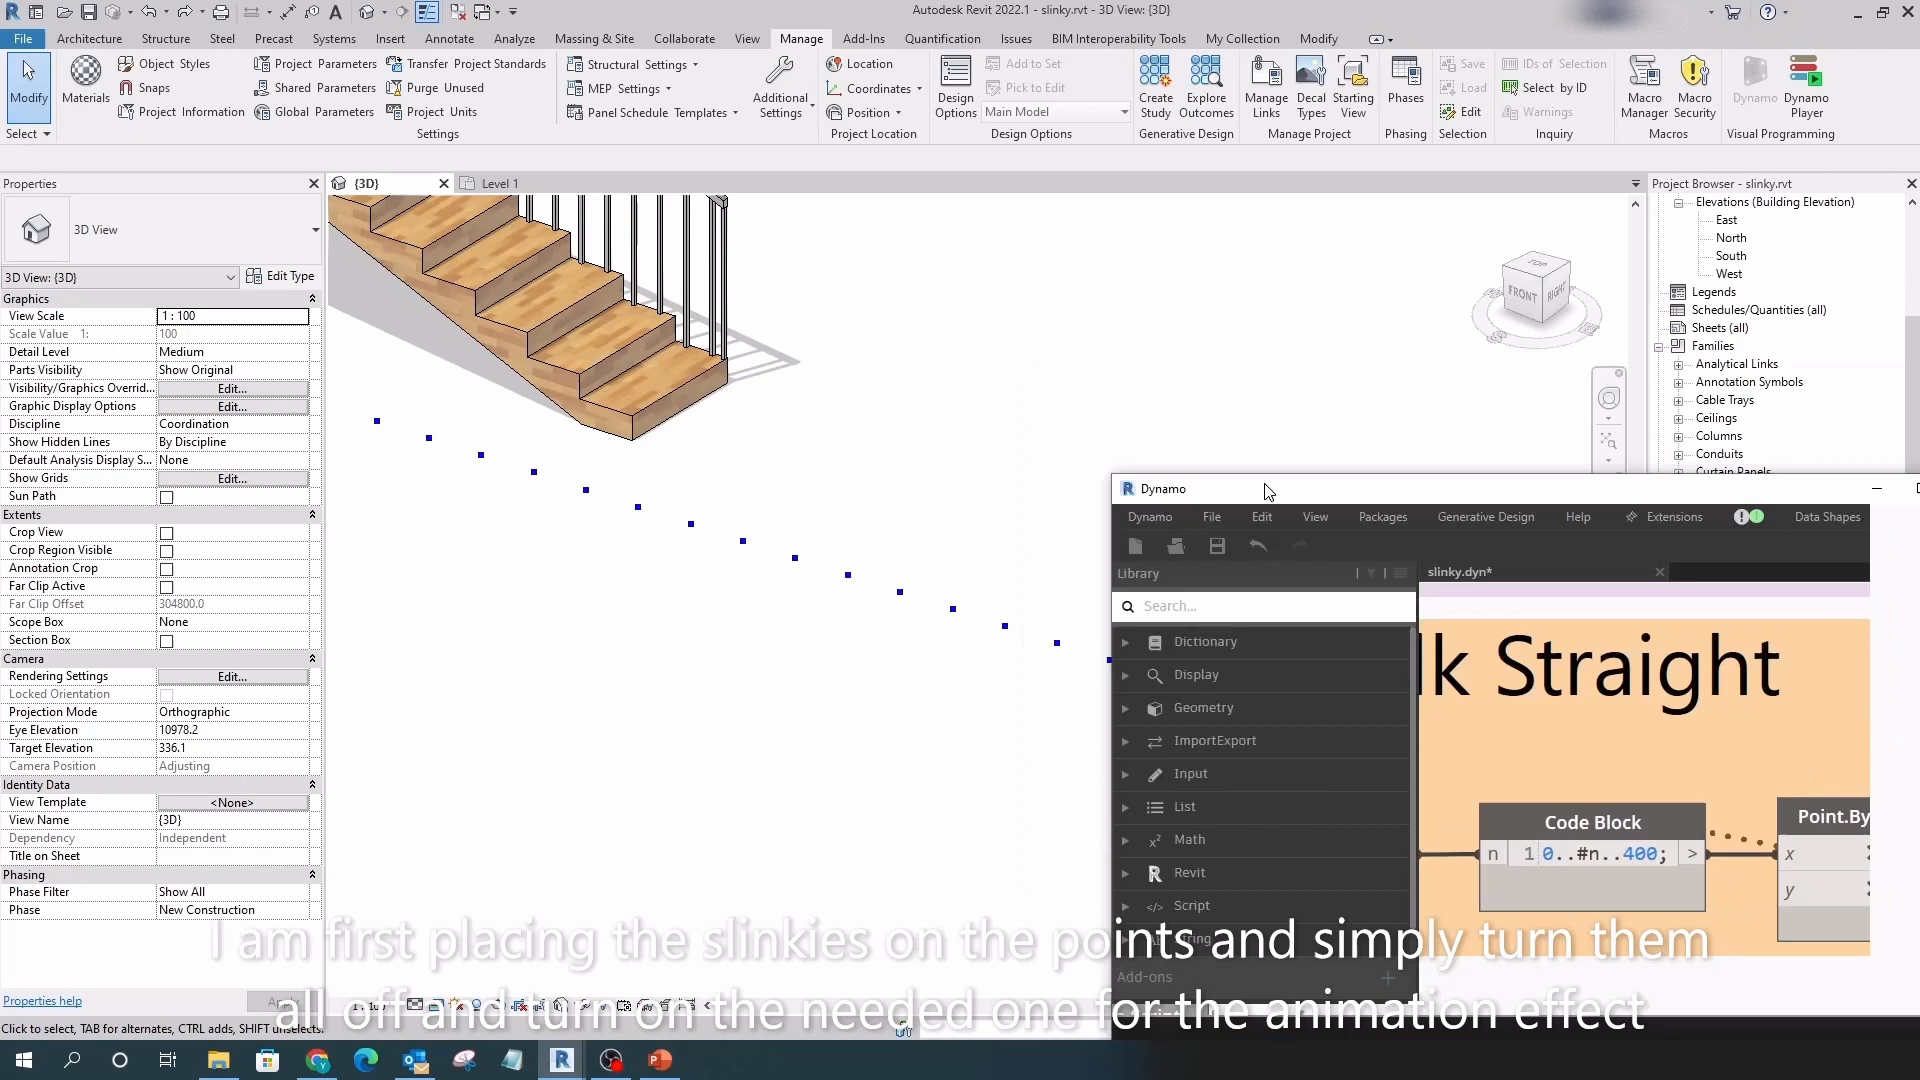 Autodesk Revit 2022.1 - slinky.rvt - 3D View: {3D}
File Architecture Structure Steel Precast Systems Insert Annotate Analyze Massing & Site Collaborate View Manage Add-Ins Quantification Issues BIM Interoperability Tools My Collection Modify
Modify
Select
Materials
Object Styles
Snaps
Project Information
Project Parameters
Shared Parameters
Global Parameters
Transfer Project Standards
Purge Unused
Project Units
Settings
Structural Settings
MEP Settings
Panel Schedule Templates
Additional Settings
Location
Coordinates
Position
Project Location
Design Options
Add to Set
Pick to Edit
Main Model
Design Options
Create Study
Explore Outcomes
Generative Design
Manage Links
Decal Types
Starting View
Manage Project
Phases
Phasing
Save
Load
Edit
Selection
IDs of Selection
Select by ID
Warnings
Inquiry
Macro Manager
Macro Security
Macros
Dynamo
Dynamo Player
Visual Programming
Properties
3D View
3D View: {3D}
Edit Type
Graphics
View Scale 1 : 100
Scale Value 1: 100
Detail Level Medium
Parts Visibility Show Original
Visibility/Graphics Overrid... Edit...
Graphic Display Options Edit...
Discipline Coordination
Show Hidden Lines By Discipline
Default Analysis Display S... None
Show Grids Edit...
Sun Path
Extents
Crop View
Crop Region Visible
Annotation Crop
Far Clip Active
Far Clip Offset 304800.0
Scope Box None
Section Box
Camera
Rendering Settings Edit...
Locked Orientation
Projection Mode Orthographic
Eye Elevation 10978.2
Target Elevation 336.1
Camera Position Adjusting
Identity Data
View Template <None>
View Name {3D}
Dependency Independent
Title on Sheet
Phasing
Phase Filter Show All
Phase New Construction
Properties help
Click to select, TAB for alternates, CTRL adds, SHIFT unselects.
{3D}
Level 1
TOP
FRONT
RIGHT
Project Browser - slinky.rvt
Elevations (Building Elevation)
East
North
South
West
Legends
Schedules/Quantities (all)
Sheets (all)
Families
Analytical Links
Annotation Symbols
Cable Trays
Ceilings
Columns
Conduits
Curtain Panels
Dynamo
Dynamo File Edit View Packages Generative Design Help Extensions Data Shapes
Library
slinky.dyn*
Search...
Dictionary
Display
Geometry
ImportExport
Input
List
Math
Revit
Script
String
Add-ons
lk Straight
Code Block
n 1 0..#n..400; >
Point.By
x
y
I am first placing the slinkies on the points and simply turn them
all off and turn on the needed one for the animation effect